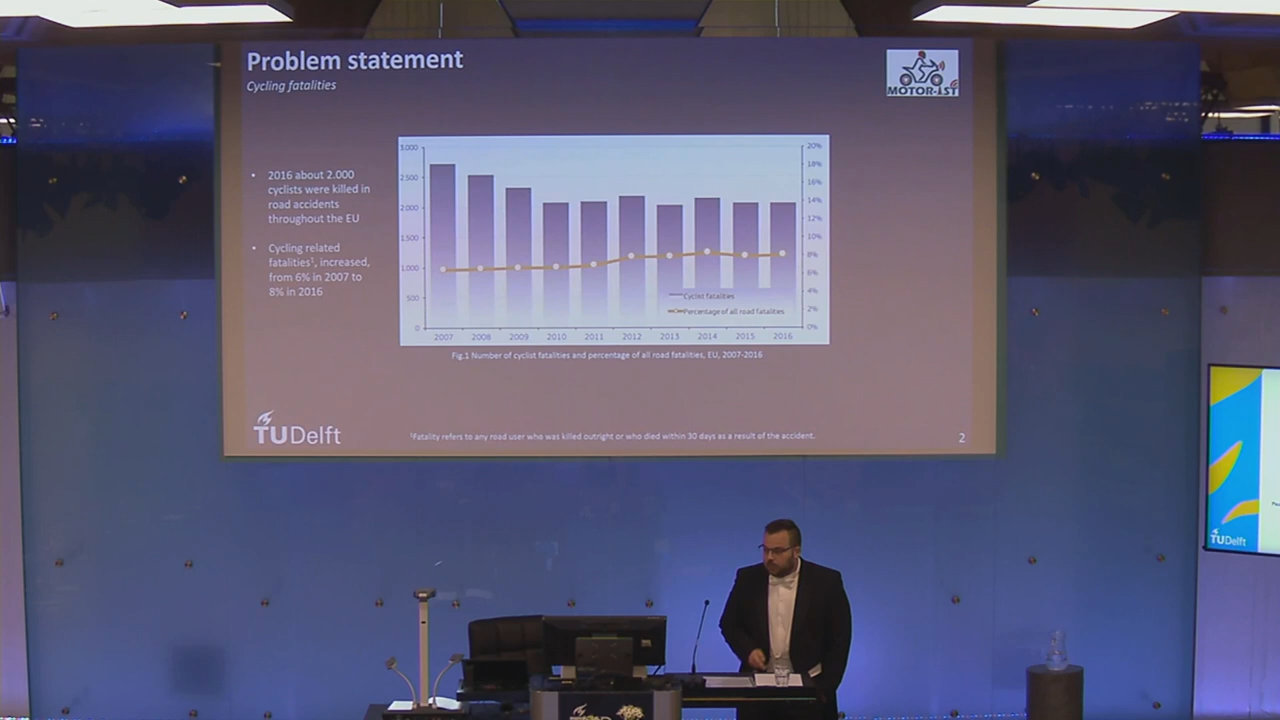 Problem statement
Cycling fatalities
MOTOR-IST
• 2016 about 2.000
cyclists were killed in
road accidents
throughout the EU
• Cycling related
fatalities¹, increased,
from 6% in 2007 to
8% in 2016
3.000
2.500
2.000
1.500
1.000
500
0
20%
18%
16%
14%
12%
10%
8%
6%
4%
2%
0%
Cyclist fatalities
Percentage of all road fatalities
2007 2008 2009 2010 2011 2012 2013 2014 2015 2016
Fig.1 Number of cyclist fatalities and percentage of all road fatalities, EU, 2007-2016
TUDelft
¹Fatality refers to any road user who was killed outright or who died within 30 days as a result of the accident.
2
TUDelft